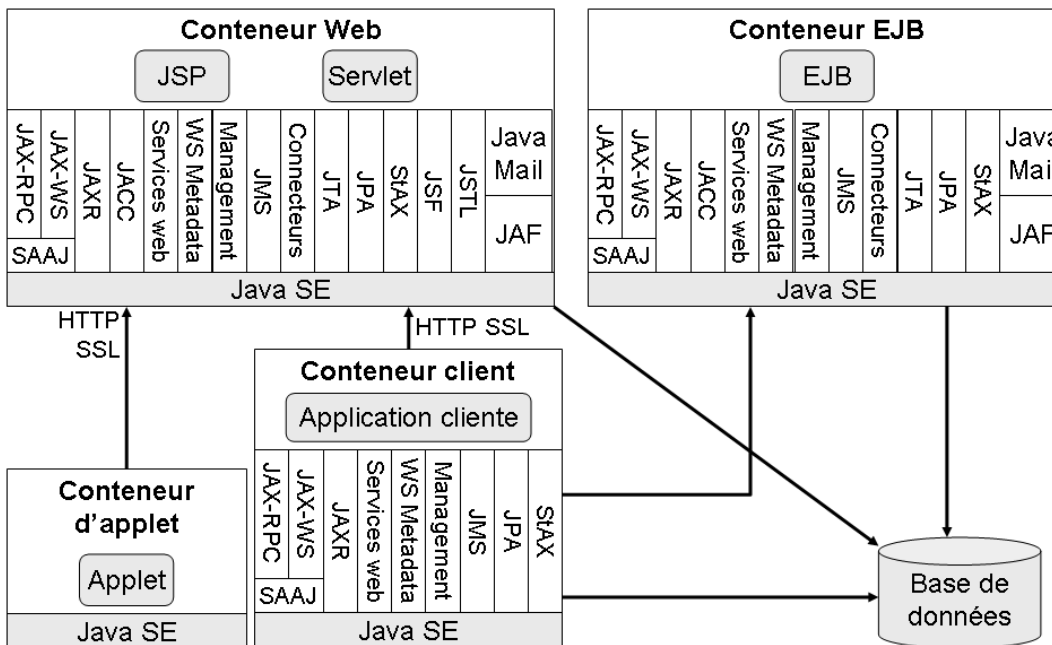 Conteneur Web
JSP
Servlet
JAX-RPC
JAX-WS
SAAJ
JAXR
JACC
Services web
WS Metadata
Management
JMS
Connecteurs
JTA
JPA
StAX
JSF
JSTL
Java
Mail
JAF
Java SE
Conteneur EJB
EJB
JAX-RPC
JAX-WS
SAAJ
JAXR
JACC
Services web
WS Metadata
Management
JMS
Connecteurs
JTA
JPA
StAX
Java
Mail
JAF
Java SE
HTTP
SSL
HTTP SSL
Conteneur client
Application cliente
JAX-RPC
JAX-WS
SAAJ
JAXR
Services web
WS Metadata
Management
JMS
JPA
StAX
Java SE
Conteneur
d’applet
Applet
Java SE
Base de
données